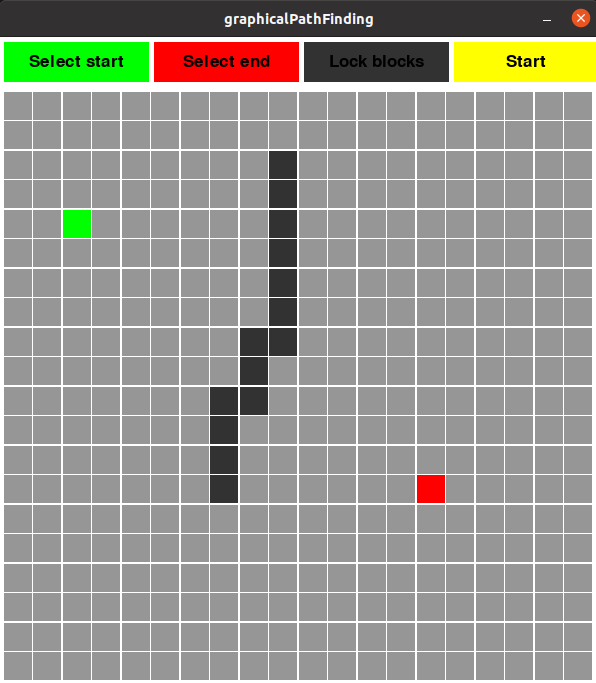 graphicalPathFinding
Select start
Select end
Lock blocks
Start